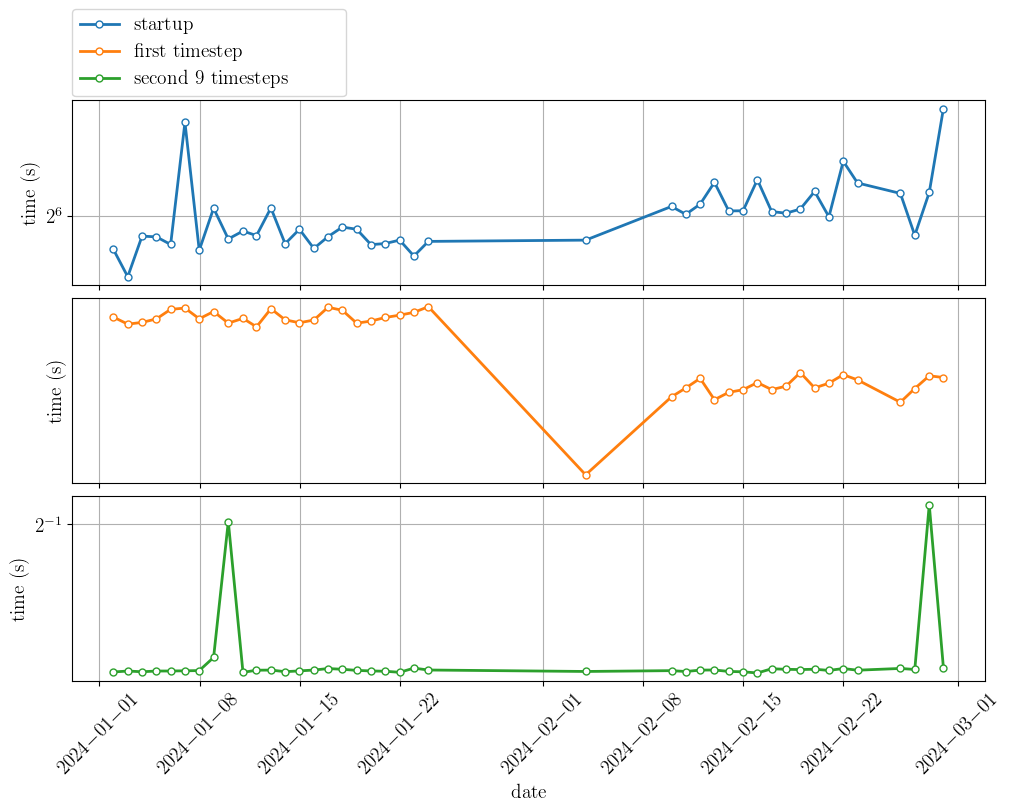 startup
first timestep
second 9 timesteps
time (s)
2⁶
time (s)
2⁻¹
time (s)
2024−01−01
2024−01−08
2024−01−15
2024−01−22
2024−02−01
2024−02−08
2024−02−15
2024−02−22
2024−03−01
date